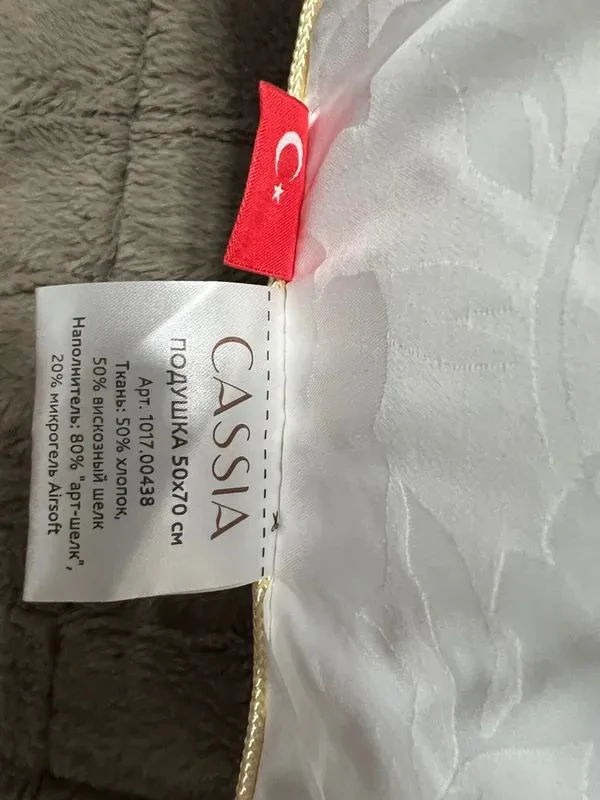 CASSIA
ПОДУШКА 50x70 см
Арт. 1017.00438
Ткань: 50% хлопок,
50% вискозный шелк
Наполнитель: 80% "арт-шелк",
20% микрогель Airsoft